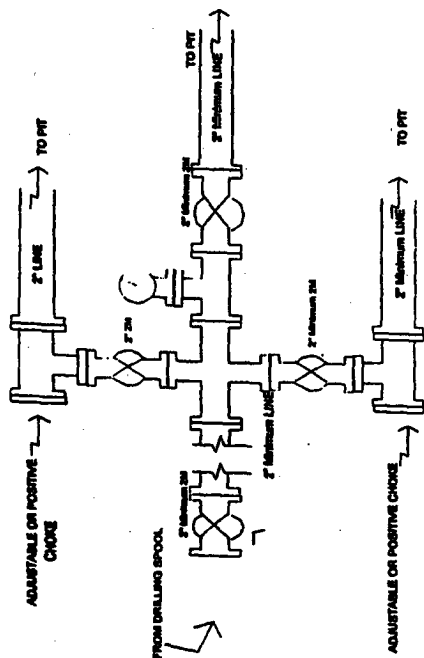 ADJUSTABLE OR POSITIVE
CHOKE
2" LINE
TO PIT
2" 2M
FROM DRILLING SPOOL
2" Minimum 2M
2" Minimum LINE
2" Minimum 2M
2" Minimum LINE
TO PIT
2" Minimum 2M
ADJUSTABLE OR POSITIVE CHOKE
2" Minimum LINE
TO PIT